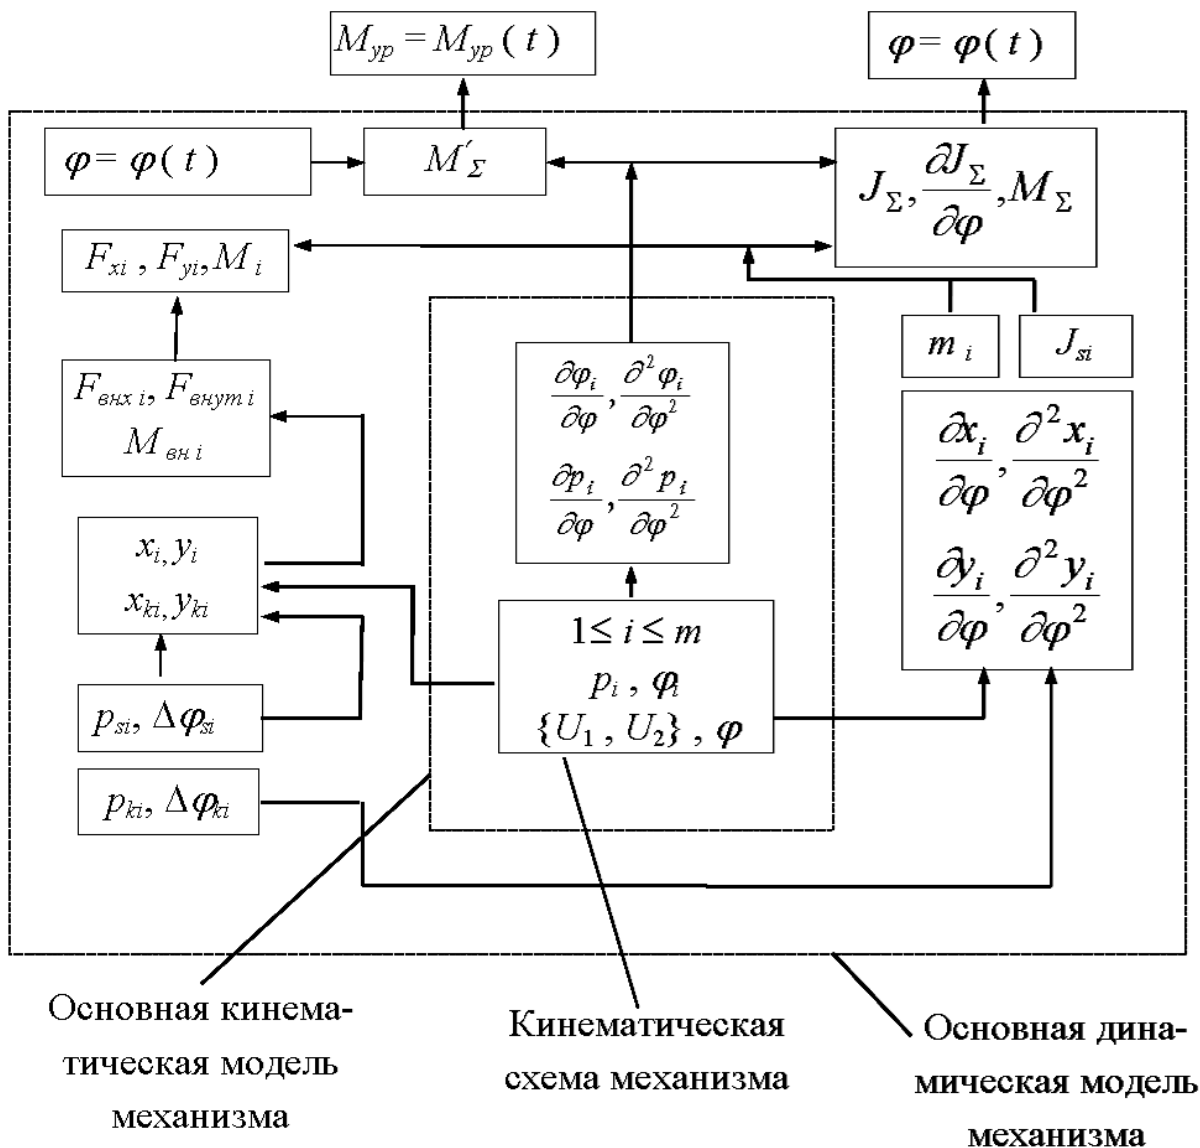 M_yp = M_yp ( t )
φ = φ ( t )
φ = φ ( t )
M′_Σ
J_Σ, ∂J_Σ/∂φ, M_Σ
F_xi , F_yi, M_i
m_i
J_si
F_внх i, F_внут i
M_вн i
∂φ_i/∂φ, ∂²φ_i/∂φ²
∂p_i/∂φ, ∂²p_i/∂φ²
∂x_i/∂φ, ∂²x_i/∂φ²
∂y_i/∂φ, ∂²y_i/∂φ²
x_i, y_i
x_ki, y_ki
1 ≤ i ≤ m
p_i , φ_i
{U_1 , U_2} , φ
p_si, Δφ_si
p_ki, Δφ_ki
Основная кинема-
тическая модель
механизма
Кинематическая
схема механизма
Основная дина-
мическая модель
механизма